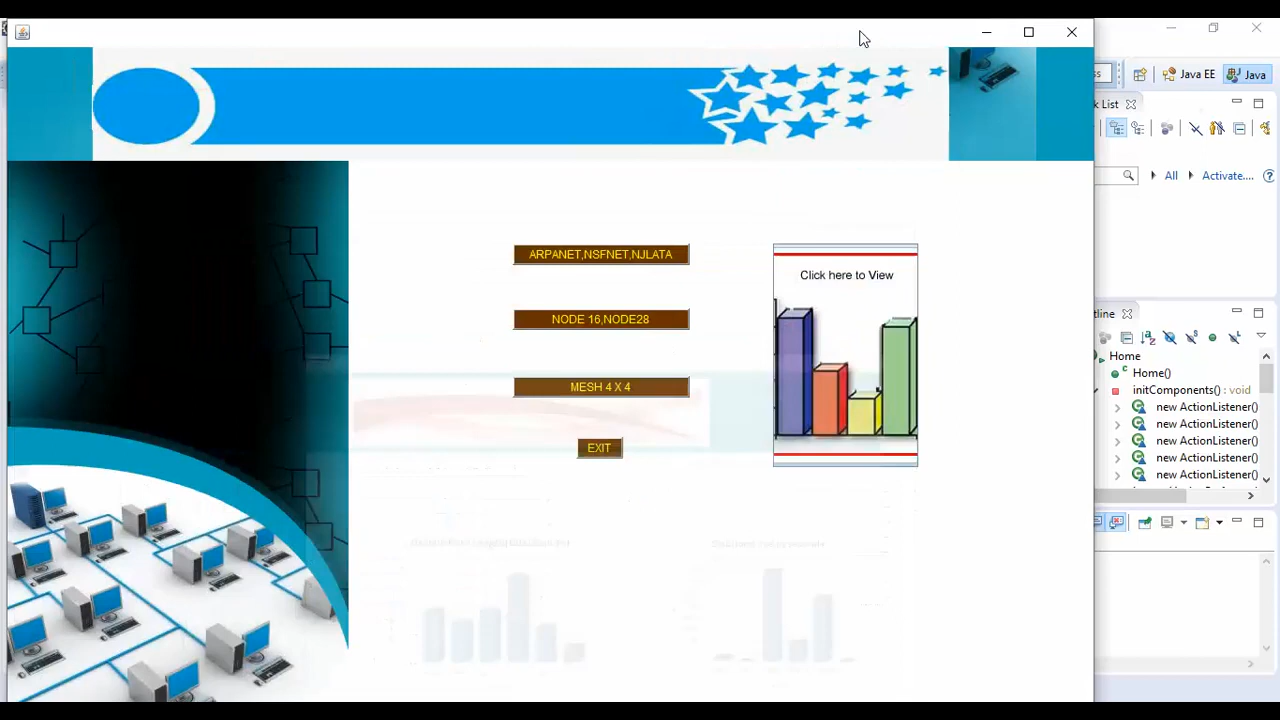 ss
Java EE
Java
k List
All
Activate....
ARPANET,NSFNET,NJLATA
Click here to View
NODE 16,NODE28
MESH 4 X 4
EXIT
tline
Home
Home()
initComponents() : void
new ActionListener()
new ActionListener()
new ActionListener()
new ActionListener()
new ActionListener()